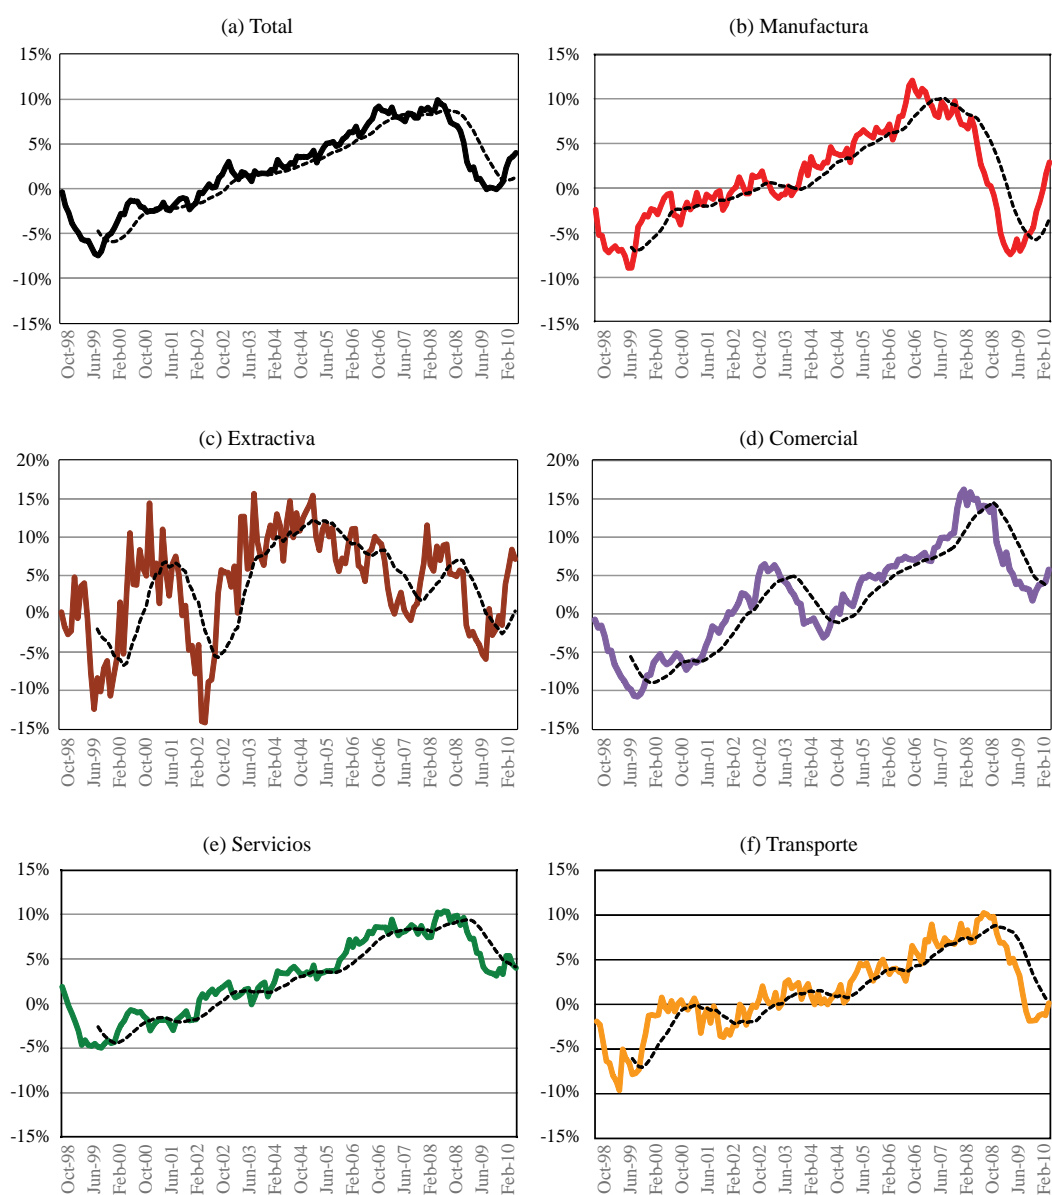 (a) Total
15%
10%
5%
0%
-5%
-10%
-15%
Oct-98
Jun-99
Feb-00
Oct-00
Jun-01
Feb-02
Oct-02
Jun-03
Feb-04
Oct-04
Jun-05
Feb-06
Oct-06
Jun-07
Feb-08
Oct-08
Jun-09
Feb-10
(b) Manufactura
15%
10%
5%
0%
-5%
-10%
-15%
Oct-98
Jun-99
Feb-00
Oct-00
Jun-01
Feb-02
Oct-02
Jun-03
Feb-04
Oct-04
Jun-05
Feb-06
Oct-06
Jun-07
Feb-08
Oct-08
Jun-09
Feb-10
(c) Extractiva
20%
15%
10%
5%
0%
-5%
-10%
-15%
Oct-98
Jun-99
Feb-00
Oct-00
Jun-01
Feb-02
Oct-02
Jun-03
Feb-04
Oct-04
Jun-05
Feb-06
Oct-06
Jun-07
Feb-08
Oct-08
Jun-09
Feb-10
(d) Comercial
20%
15%
10%
5%
0%
-5%
-10%
-15%
Oct-98
Jun-99
Feb-00
Oct-00
Jun-01
Feb-02
Oct-02
Jun-03
Feb-04
Oct-04
Jun-05
Feb-06
Oct-06
Jun-07
Feb-08
Oct-08
Jun-09
Feb-10
(e) Servicios
15%
10%
5%
0%
-5%
-10%
-15%
Oct-98
Jun-99
Feb-00
Oct-00
Jun-01
Feb-02
Oct-02
Jun-03
Feb-04
Oct-04
Jun-05
Feb-06
Oct-06
Jun-07
Feb-08
Oct-08
Jun-09
Feb-10
(f) Transporte
15%
10%
5%
0%
-5%
-10%
-15%
Oct-98
Jun-99
Feb-00
Oct-00
Jun-01
Feb-02
Oct-02
Jun-03
Feb-04
Oct-04
Jun-05
Feb-06
Oct-06
Jun-07
Feb-08
Oct-08
Jun-09
Feb-10